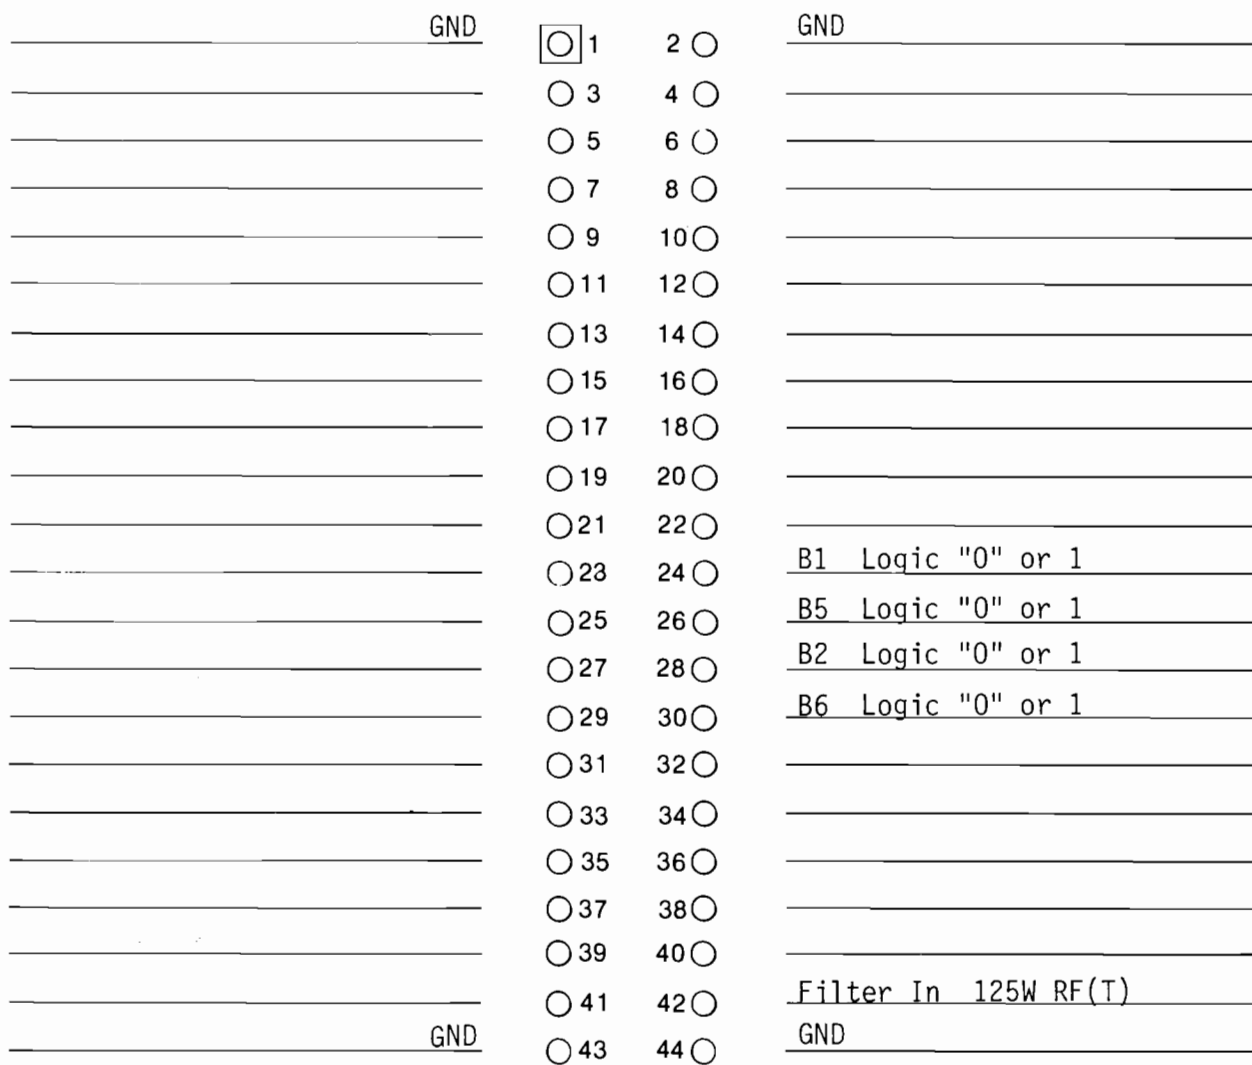 GND 1 2 GND
3 4
5 6
7 8
9 10
11 12
13 14
15 16
17 18
19 20
21 22
23 24 B1 Logic "0" or 1
25 26 B5 Logic "0" or 1
27 28 B2 Logic "0" or 1
29 30 B6 Logic "0" or 1
31 32
33 34
35 36
37 38
39 40
41 42 Filter In 125W RF(T)
GND 43 44 GND